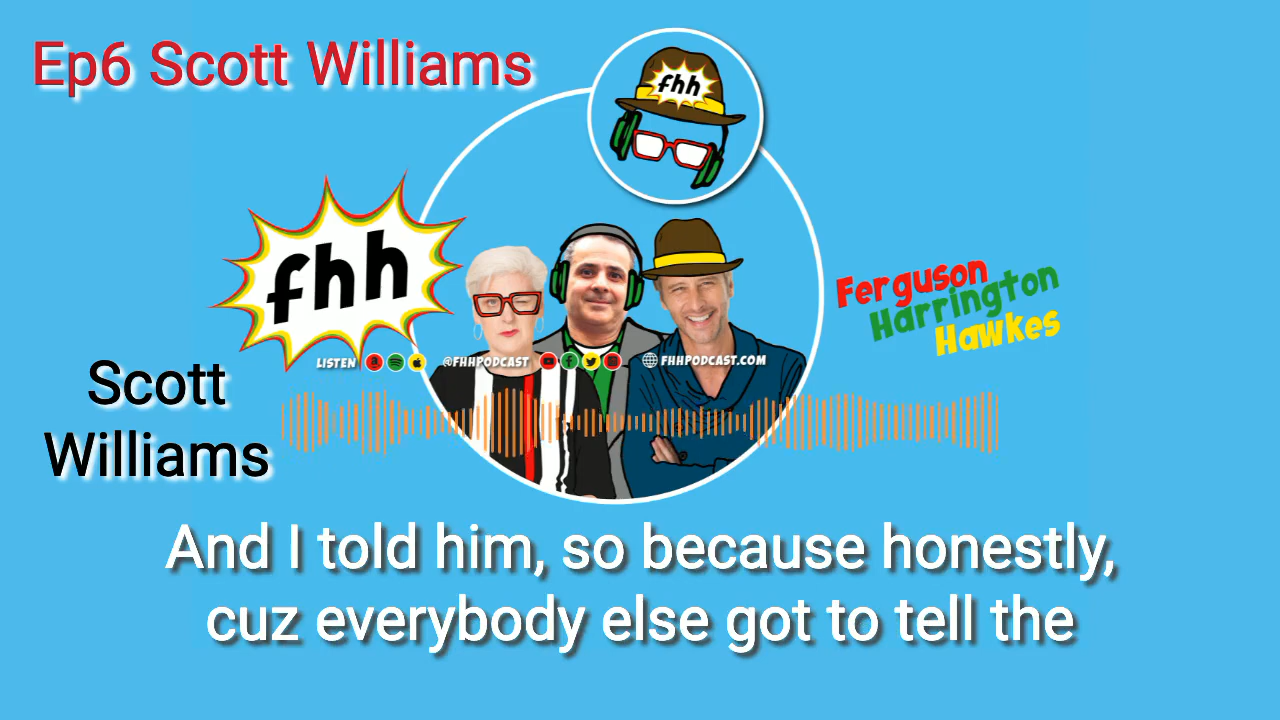 Ep6 Scott Williams
fhh
fhh
Ferguson
Harrington
Hawkes
LISTEN @FHHPODCAST FHHPODCAST.COM
Scott
Williams
And I told him, so because honestly,
cuz everybody else got to tell the